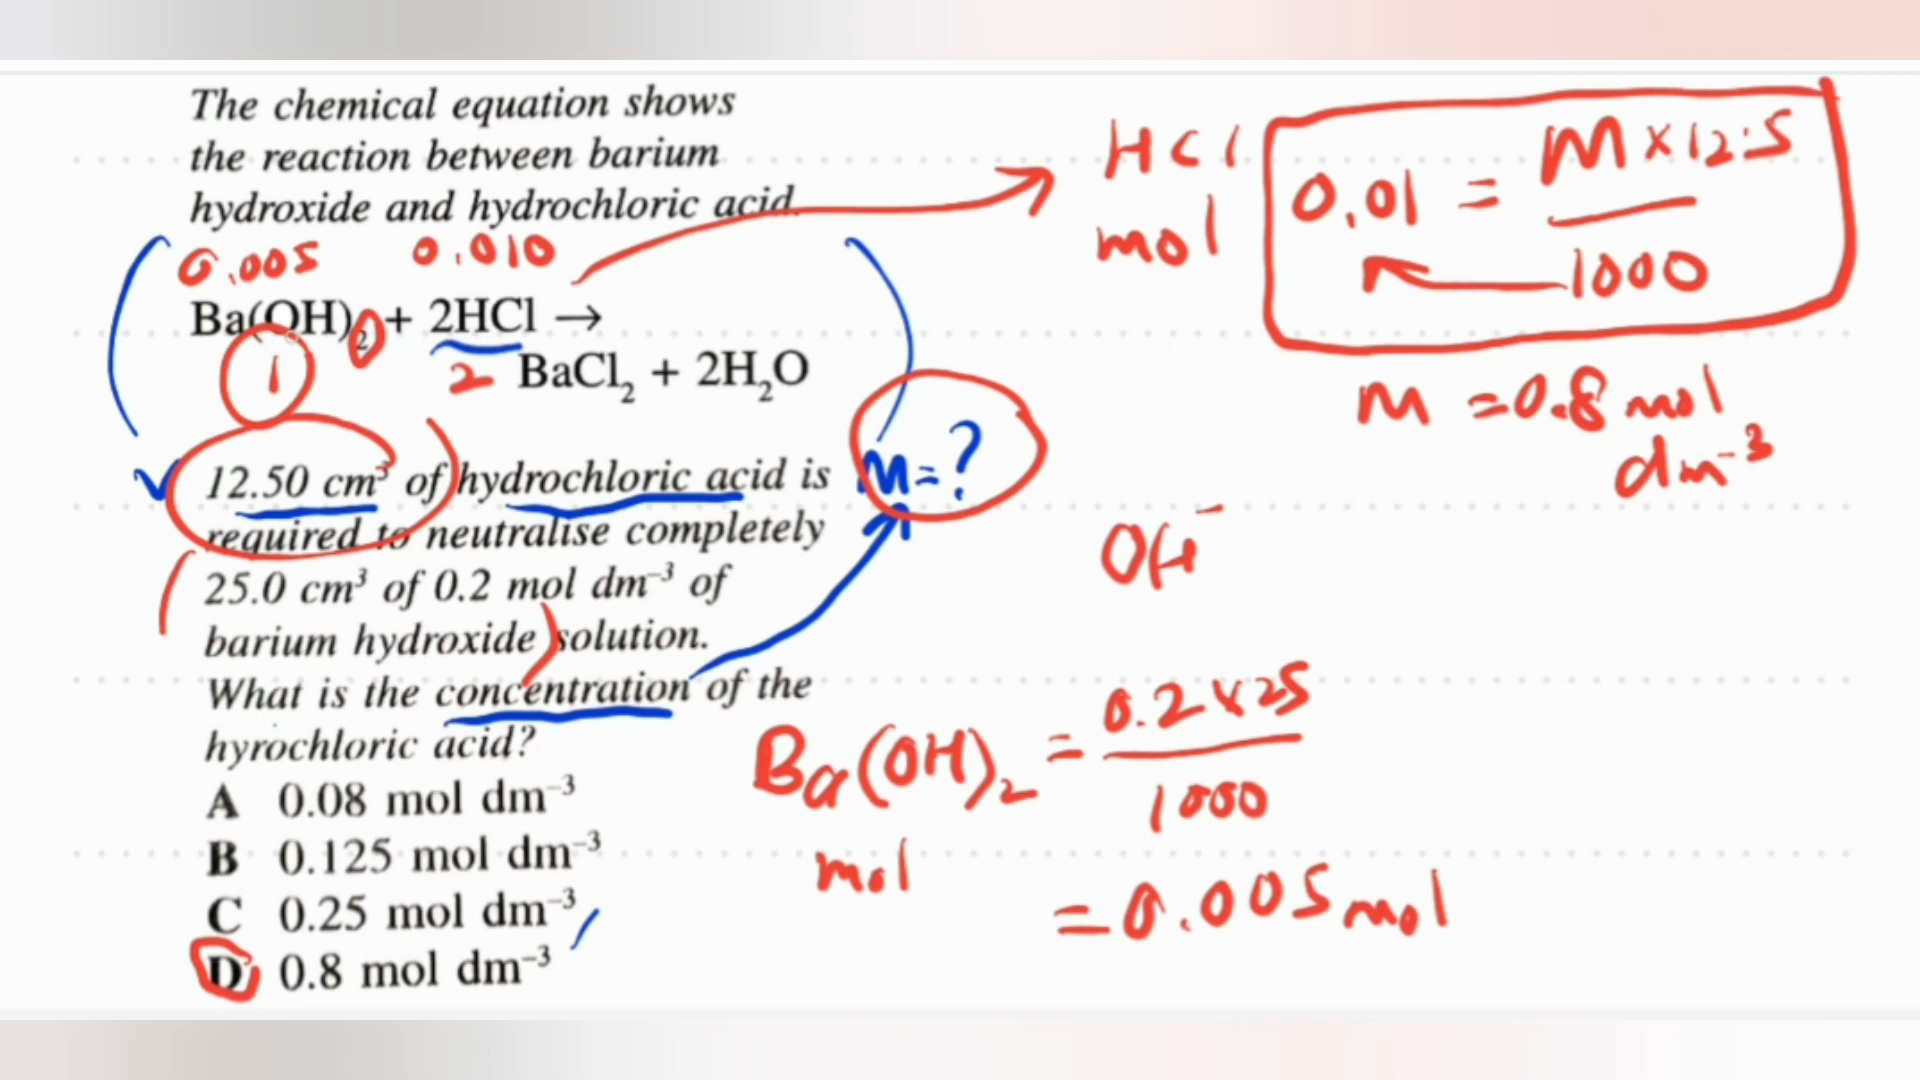 The chemical equation shows
the reaction between barium
hydroxide and hydrochloric acid.
0.005 0.010
Ba(OH)₂ + 2HCl →
1 2
BaCl₂ + 2H₂O
12.50 cm³ of hydrochloric acid is
required to neutralise completely
25.0 cm³ of 0.2 mol dm⁻³ of
barium hydroxide solution.
What is the concentration of the
hyrochloric acid?
A 0.08 mol dm⁻³
B 0.125 mol dm⁻³
C 0.25 mol dm⁻³
D 0.8 mol dm⁻³
M=?
HCl
mol
0.01 = M×12.5
1000
M = 0.8 mol
dm⁻³
OH⁻
Ba(OH)₂ = 0.2 × 25
1000
mol
= 0.005 mol